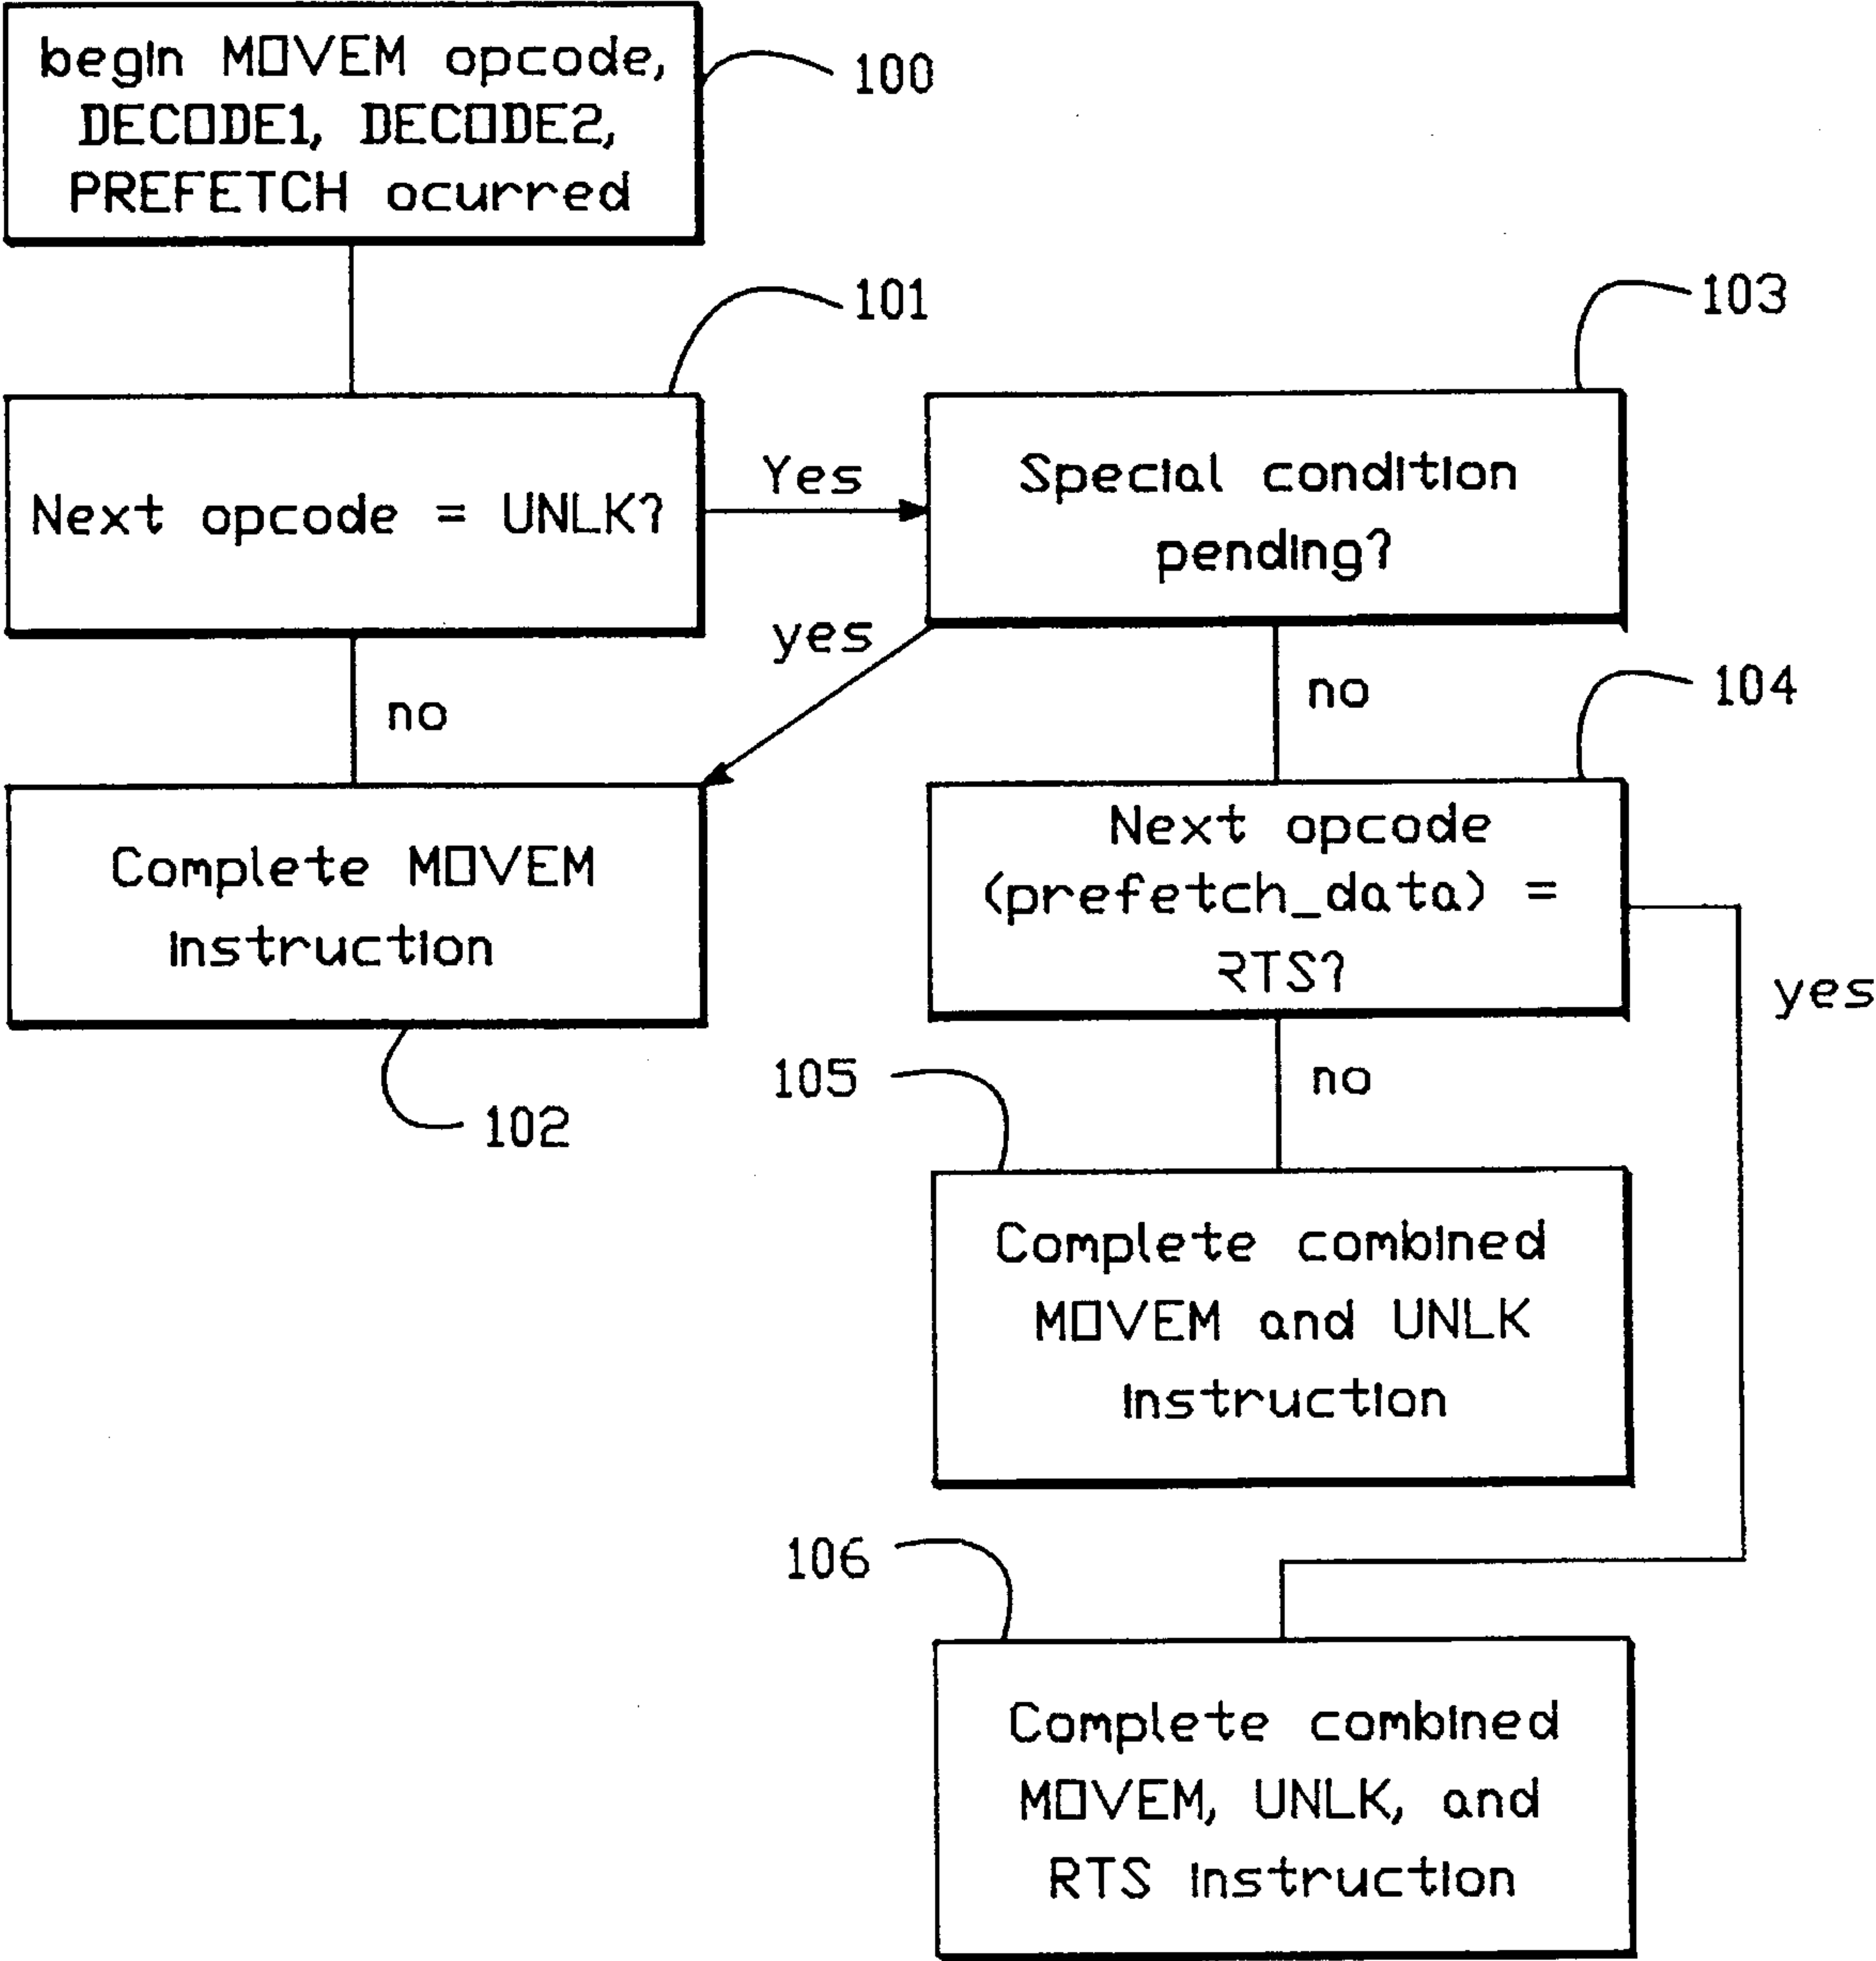 begin MOVEM opcode,
DECODE1, DECODE2,
PREFETCH ocurred
100
101
Next opcode = UNLK?
Yes
103
Special condition
pending?
yes
no
no
104
Complete MOVEM
instruction
102
Next opcode
(prefetch_data) =
RTS?
yes
no
105
Complete combined
MOVEM and UNLK
instruction
106
Complete combined
MOVEM, UNLK, and
RTS instruction